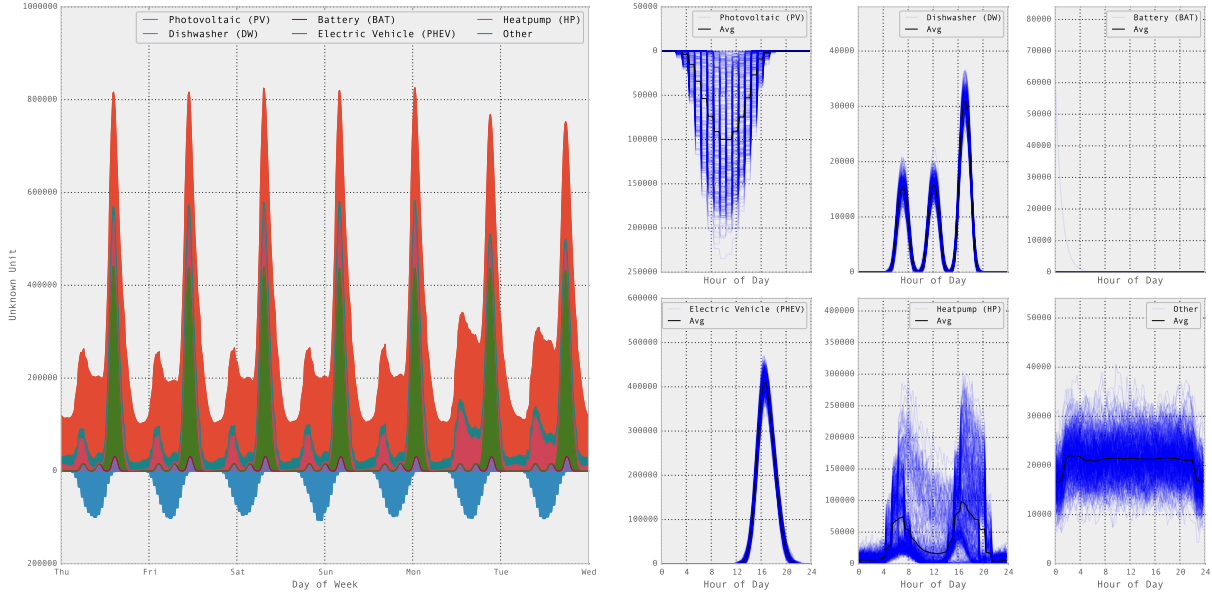 1000000
800000
600000
400000
200000
0
200000
Unknown Unit
Photovoltaic (PV)
Dishwasher (DW)
Battery (BAT)
Electric Vehicle (PHEV)
Heatpump (HP)
Other
Thu Fri Sat Sun Mon Tue Wed
Day of Week
50000
0
50000
100000
150000
200000
250000
Photovoltaic (PV)
Avg
Hour of Day
40000
30000
20000
10000
0
Dishwasher (DW)
Avg
Hour of Day
80000
70000
60000
50000
40000
30000
20000
10000
0
Battery (BAT)
Avg
Hour of Day
600000
500000
400000
300000
200000
100000
0
Electric Vehicle (PHEV)
Avg
0 4 8 12 16 20 24
Hour of Day
400000
350000
300000
250000
200000
150000
100000
50000
0
Heatpump (HP)
Avg
0 4 8 12 16 20 24
Hour of Day
50000
40000
30000
20000
10000
0
Other
Avg
0 4 8 12 16 20 24
Hour of Day